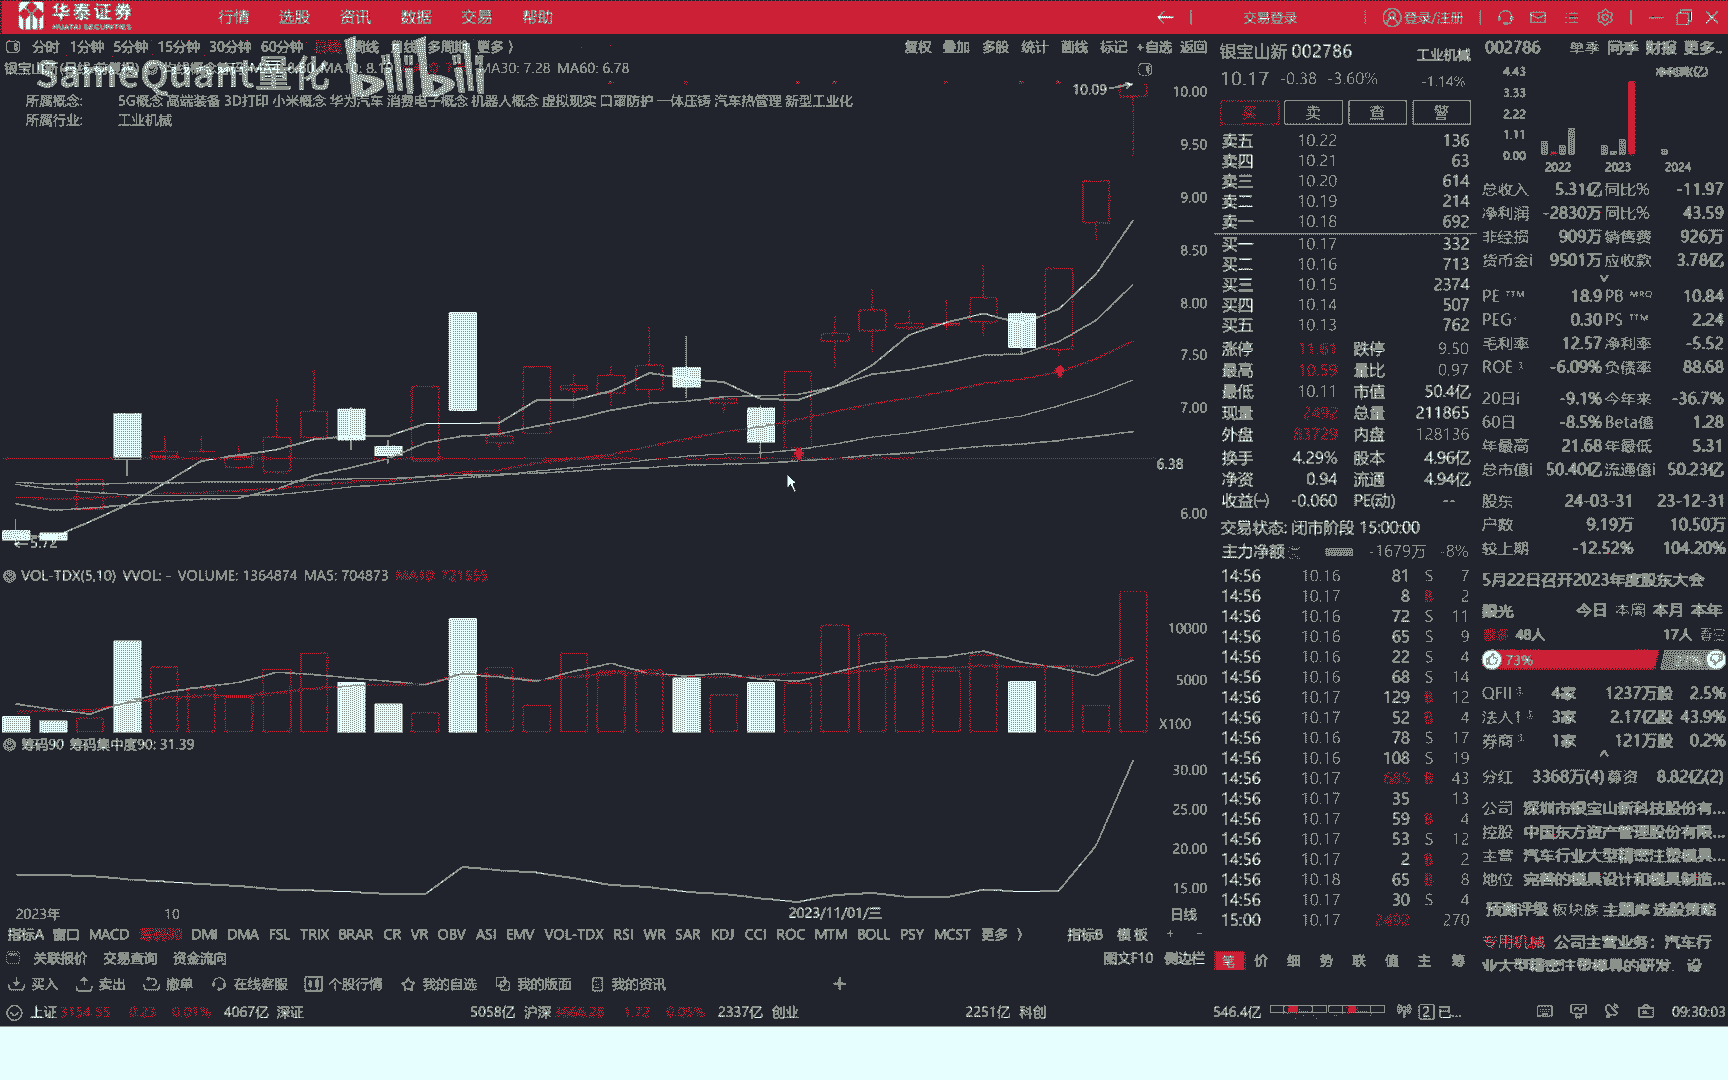 华泰证券
HUATAI SECURITIES
行情 选股 资讯 数据 交易 帮助
交易登录 登录/注册
分时 1分钟 5分钟 15分钟 30分钟 60分钟 周线 多周期 更多 〉
复权 叠加 多股 统计 画线 标记 +自选 返回
SameQuant量化 bilibili
MA30: 7.28 MA60: 6.78
所属概念: 5G概念 高端装备 3D打印 小米概念 华为汽车 消费电子概念 机器人概念 虚拟现实 口罩防护 一体压铸 汽车热管理 新型工业化
所属行业: 工业机械
10.09
10.00
9.50
9.00
8.50
8.00
7.50
7.00
6.38
6.00
5.72
VOL-TDX(5,10) VVOL: - VOLUME: 1364874 MA5: 704873 MA10: 721555
10000
5000
X100
筹码90 筹码集中度90: 31.39
30.00
25.00
20.00
15.00
2023年 10 2023/11/01/三 日线
指标A 窗口 MACD DMI DMA FSL TRIX BRAR CR VR OBV ASI EMV VOL-TDX RSI WR SAR KDJ CCI ROC MTM BOLL PSY MCST 更多 〉 指标B 模板 + -
关联报价 交易查询 资金流向 图文F10 侧边栏
买入 卖出 撤单 在线客服 个股行情 我的自选 我的版面 我的资讯 +
上证 3154.55 0.23 0.01% 4067亿 深证 5058亿 沪深 3666.28 1.72 0.05% 2337亿 创业 2251亿 科创 546.4亿 09:30:03
银宝山新 002786 工业机械
10.17 -0.38 -3.60% -1.14%
买 卖 查 警
卖五 10.22 136
卖四 10.21 63
卖三 10.20 614
卖二 10.19 214
卖一 10.18 692
买一 10.17 332
买二 10.16 713
买三 10.15 2374
买四 10.14 507
买五 10.13 762
涨停 11.61 跌停 9.50
最高 10.59 量比 0.97
最低 10.11 市值 50.4亿
现量 2492 总量 211865
外盘 83729 内盘 128136
换手 4.29% 股本 4.96亿
净资 0.94 流通 4.94亿
收益(一) -0.060 PE(动) --
交易状态: 闭市阶段 15:00:00
主力净额 -1679万 -8%
14:56 10.16 81 S 7
14:56 10.17 8 B 2
14:56 10.16 72 S 11
14:56 10.16 65 S 9
14:56 10.16 22 S 4
14:56 10.16 68 S 14
14:56 10.17 129 B 12
14:56 10.17 52 B 4
14:56 10.16 78 S 17
14:56 10.16 108 S 19
14:56 10.17 685 B 43
14:56 10.17 35 13
14:56 10.17 59 B 4
14:56 10.17 53 S 12
14:56 10.17 2 B 2
14:56 10.18 65 B 8
14:56 10.17 30 S 4
15:00 10.17 2492 270
笔 价 细 势 联 值 主 筹
002786 单季 同季 财报 更多
4.43
3.33
2.22
1.11
0.00
2022 2023 2024
总收入 5.31亿 同比% -11.97
净利润 -2830万 同比% 43.59
非经损 909万 销售费 926万
货币金 9501万 应收款 3.78亿
PE TTM 18.9 PB MRQ 10.84
PEG 0.30 PS TTM 2.24
毛利率 12.57 净利率 -5.52
ROE -6.09% 负债率 88.68
20日 -9.1% 今年来 -36.7%
60日 -8.5% Beta值 1.28
年最高 21.68 年最低 5.31
总市值 50.40亿 流通值 50.23亿
股东 24-03-31 23-12-31
户数 9.19万 10.50万
较上期 -12.52% 104.20%
5月22日召开2023年度股东大会
今日 本周 本月 本年
48人 17人
73%
QFII 4家 1237万股 2.5%
法人 3家 2.17亿股 43.9%
券商 1家 121万股 0.2%
分红 3368万(4) 募资 8.82亿(2)
公司 深圳市银宝山新科技股份有...
控股 中国东方资产管理股份有限...
主营 汽车行业大型精密注塑模具...
地位 完善的模具设计和模具制造...
预测评级 板块族 主题库 选股策略
专用机械 公司主营业务：汽车行
业大型精密注塑模具的研发、设